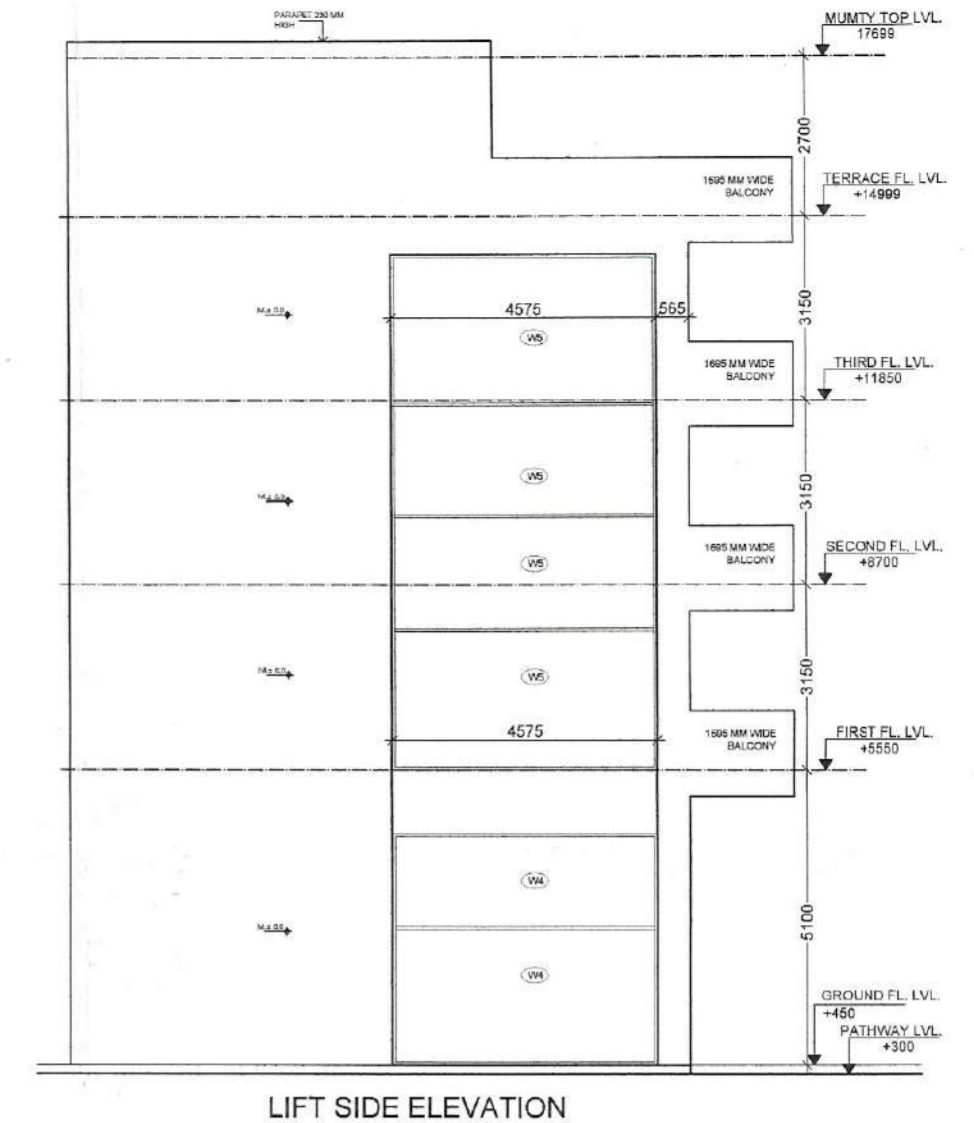 PARAPET 230 MM
HIGH
MUMTY TOP LVL.
17699
2700
1695 MM WIDE
BALCONY
TERRACE FL. LVL.
+14999
4575
565
3150
W5
1695 MM WIDE
BALCONY
THIRD FL. LVL.
+11850
W5
3150
1695 MM WIDE
BALCONY
SECOND FL. LVL.
+8700
W5
W5
3150
4575
1695 MM WIDE
BALCONY
FIRST FL. LVL.
+5550
W4
5100
W4
GROUND FL. LVL.
+450
PATHWAY LVL.
+300
LIFT SIDE ELEVATION